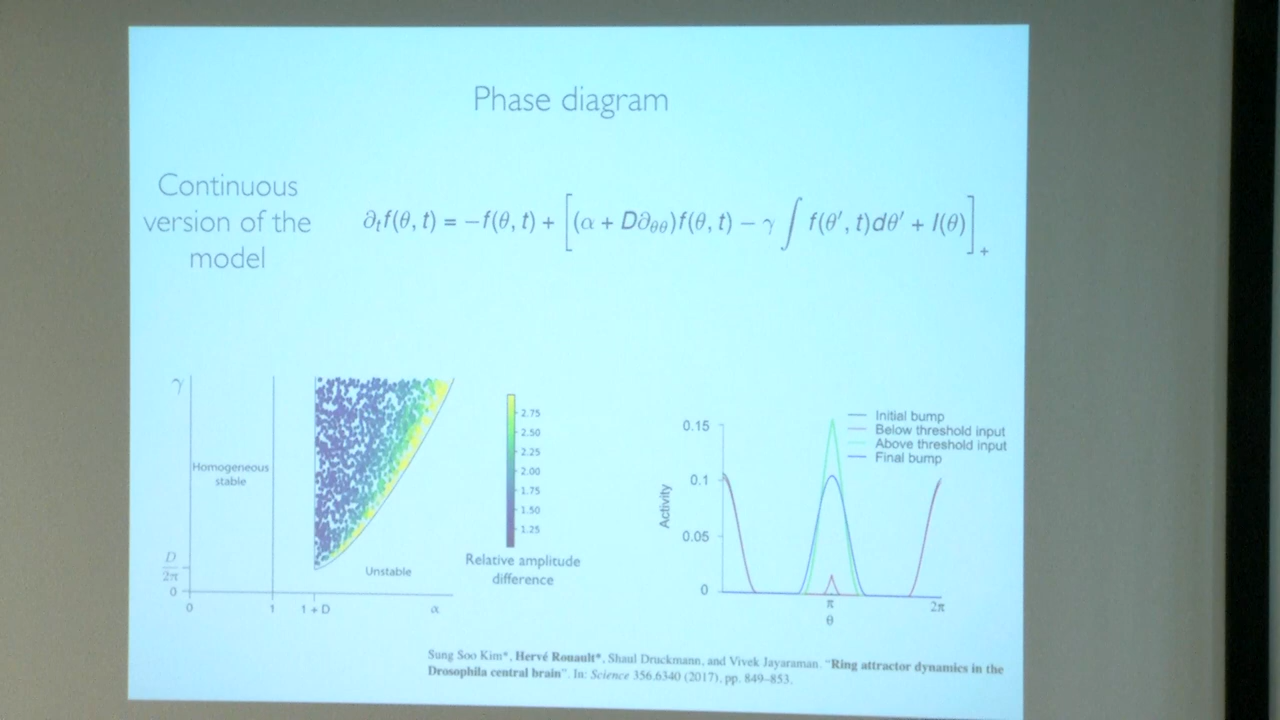 Phase diagram
Continuous
version of the
model
∂ₜf(θ, t) = −f(θ, t) + [(α + D∂θθ)f(θ, t) − γ ∫ f(θ′, t)dθ′ + I(θ)]₊
γ
Homogeneous
stable
D
2π
0
0
1
1 + D
α
Unstable
2.75
2.50
2.25
2.00
1.75
1.50
1.25
Relative amplitude
difference
Initial bump
Below threshold input
Above threshold input
Final bump
Activity
0.15
0.1
0.05
0
π
2π
θ
Sung Soo Kim*, Hervé Rouault*, Shaul Druckmann, and Vivek Jayaraman. “Ring attractor dynamics in the
Drosophila central brain”. In: Science 356.6340 (2017), pp. 849–853.